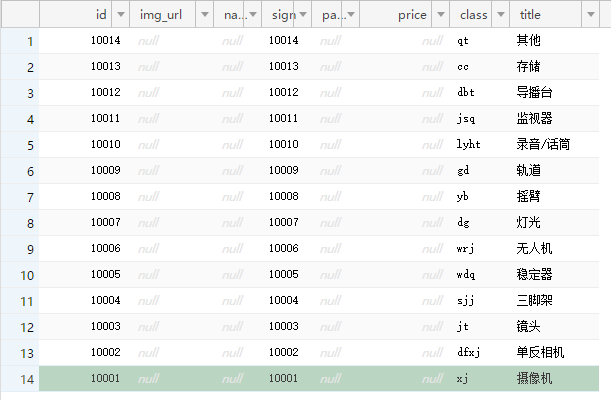 id img_url na... sign pa... price class title
1 10014 null null 10014 null null qt 其他
2 10013 null null 10013 null null cc 存储
3 10012 null null 10012 null null dbt 导播台
4 10011 null null 10011 null null jsq 监视器
5 10010 null null 10010 null null lyht 录音/话筒
6 10009 null null 10009 null null gd 轨道
7 10008 null null 10008 null null yb 摇臂
8 10007 null null 10007 null null dg 灯光
9 10006 null null 10006 null null wrj 无人机
10 10005 null null 10005 null null wdq 稳定器
11 10004 null null 10004 null null sjj 三脚架
12 10003 null null 10003 null null jt 镜头
13 10002 null null 10002 null null dfxj 单反相机
14 10001 null null 10001 null null xj 摄像机